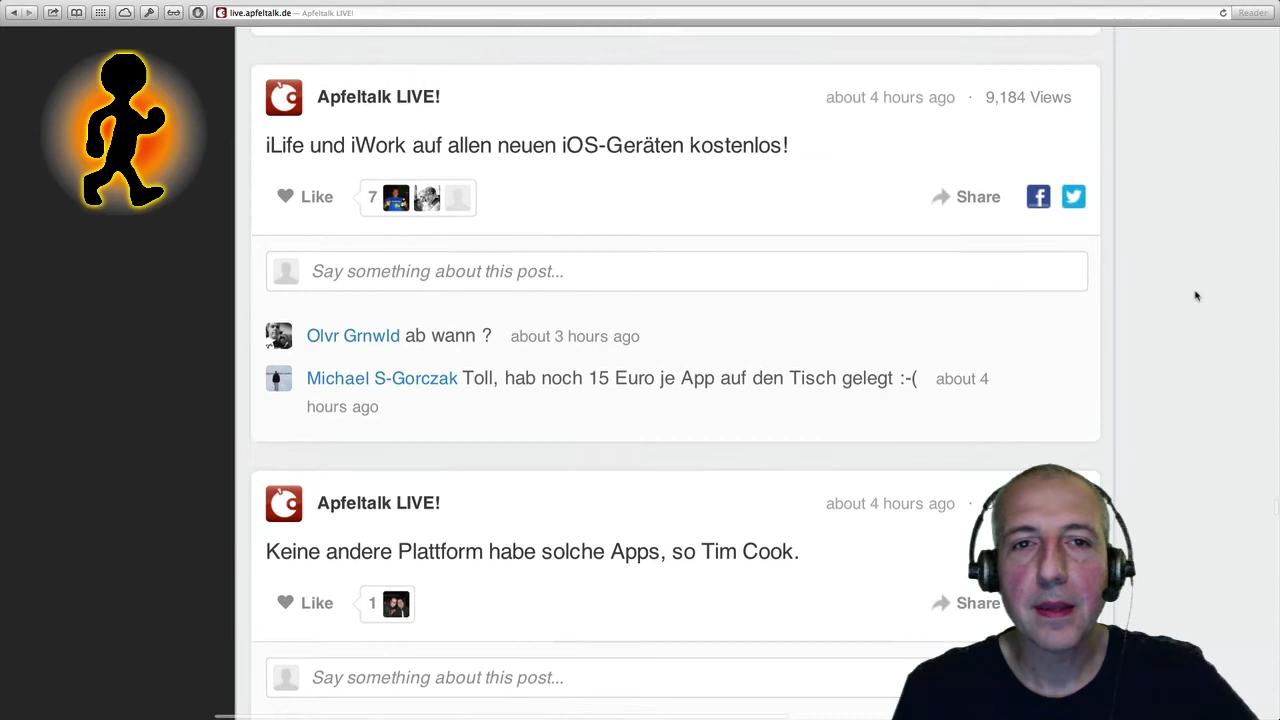 live.apfeltalk.de — Apfeltalk LIVE!
Reader
Apfeltalk LIVE!
about 4 hours ago · 9,184 Views
iLife und iWork auf allen neuen iOS-Geräten kostenlos!
Like 7
Share
Say something about this post...
Olvr Grnwld ab wann ? about 3 hours ago
Michael S-Gorczak Toll, hab noch 15 Euro je App auf den Tisch gelegt :-( about 4
hours ago
Apfeltalk LIVE!
about 4 hours ago ·
Keine andere Plattform habe solche Apps, so Tim Cook.
Like 1
Share
Say something about this post...